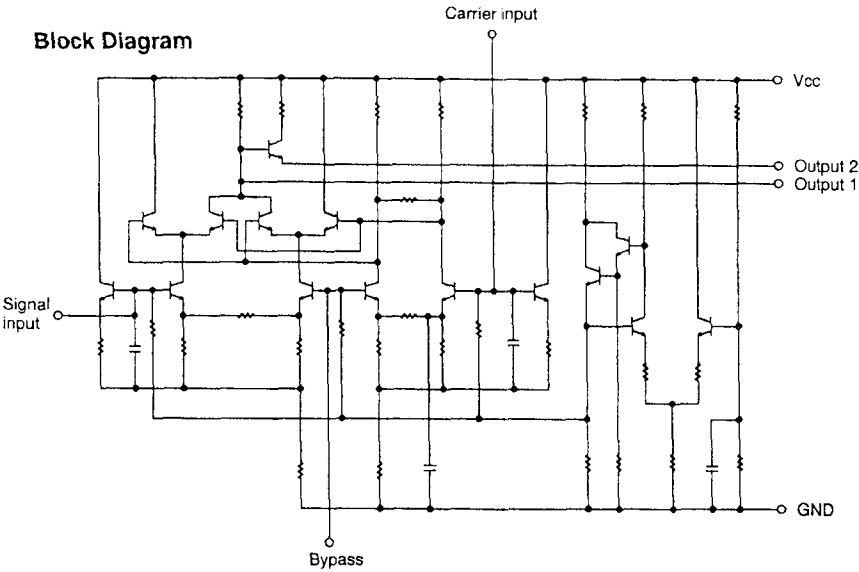 Carrier input
Block Diagram
Vcc
Output 2
Output 1
Signal
input
GND
Bypass